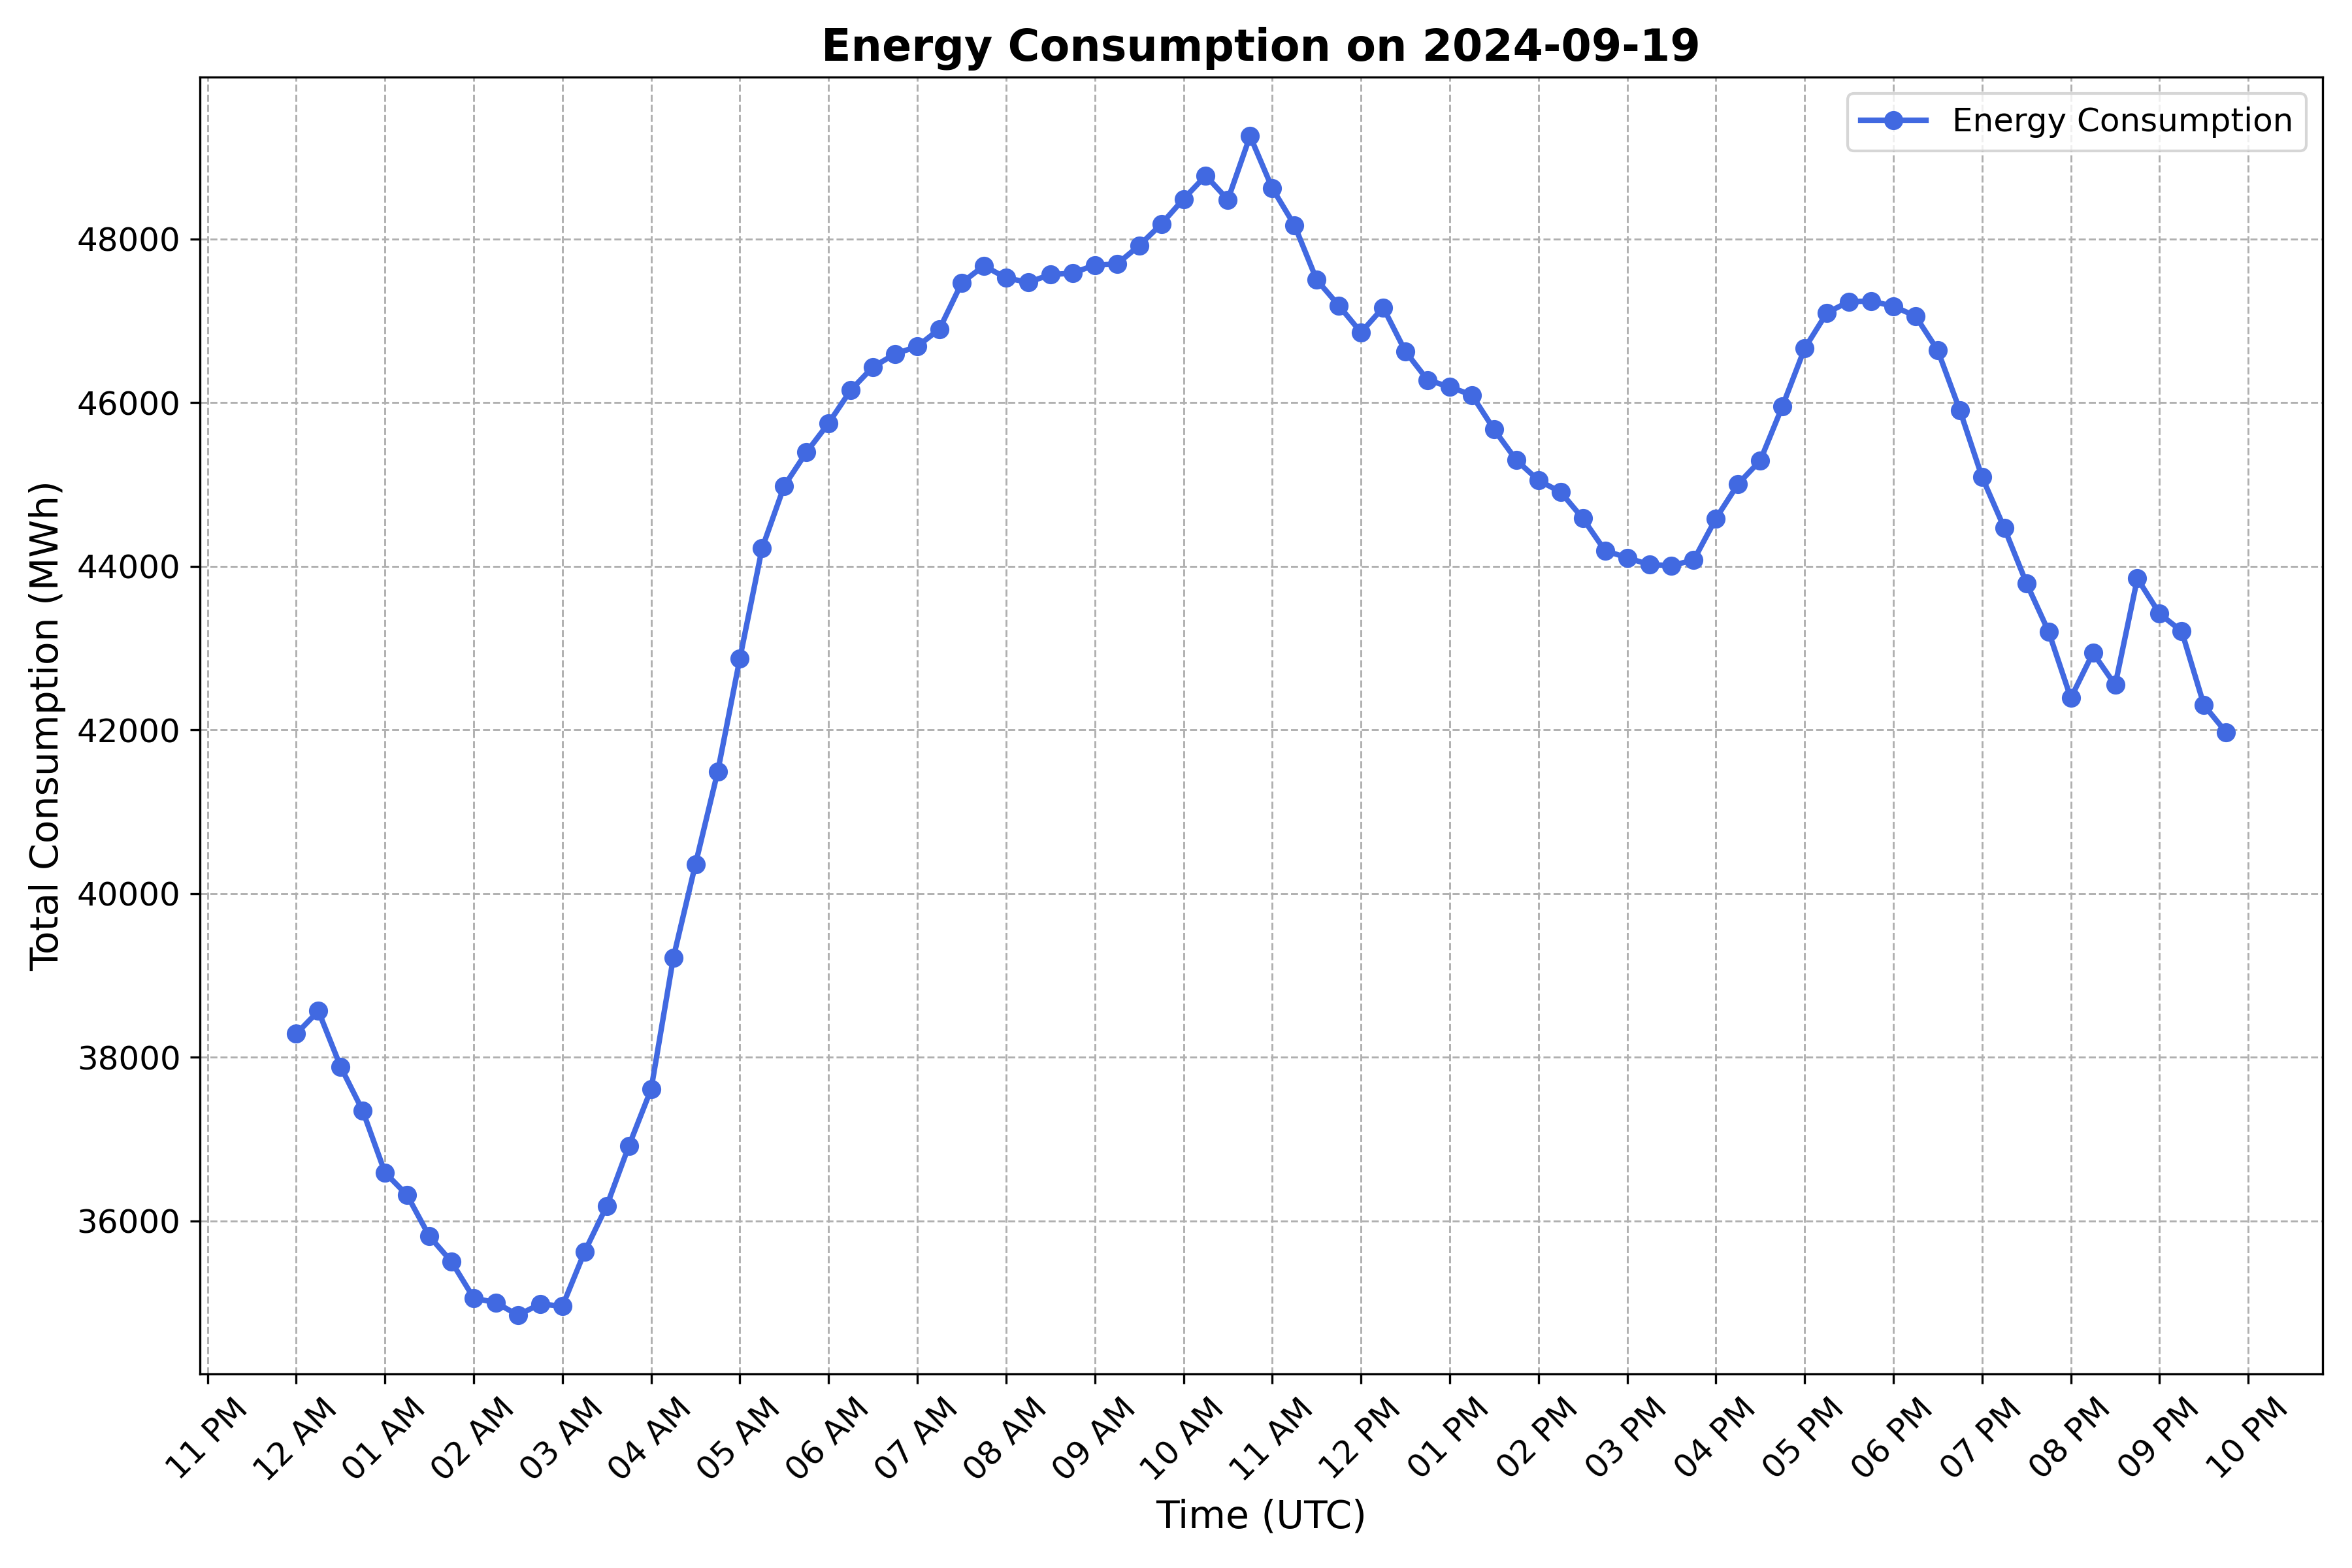 Energy Consumption on 2024-09-19
Energy Consumption
Total Consumption (MWh)
48000
46000
44000
42000
40000
38000
36000
11 PM
12 AM
01 AM
02 AM
03 AM
04 AM
05 AM
06 AM
07 AM
08 AM
09 AM
10 AM
11 AM
12 PM
01 PM
02 PM
03 PM
04 PM
05 PM
06 PM
07 PM
08 PM
09 PM
10 PM
Time (UTC)